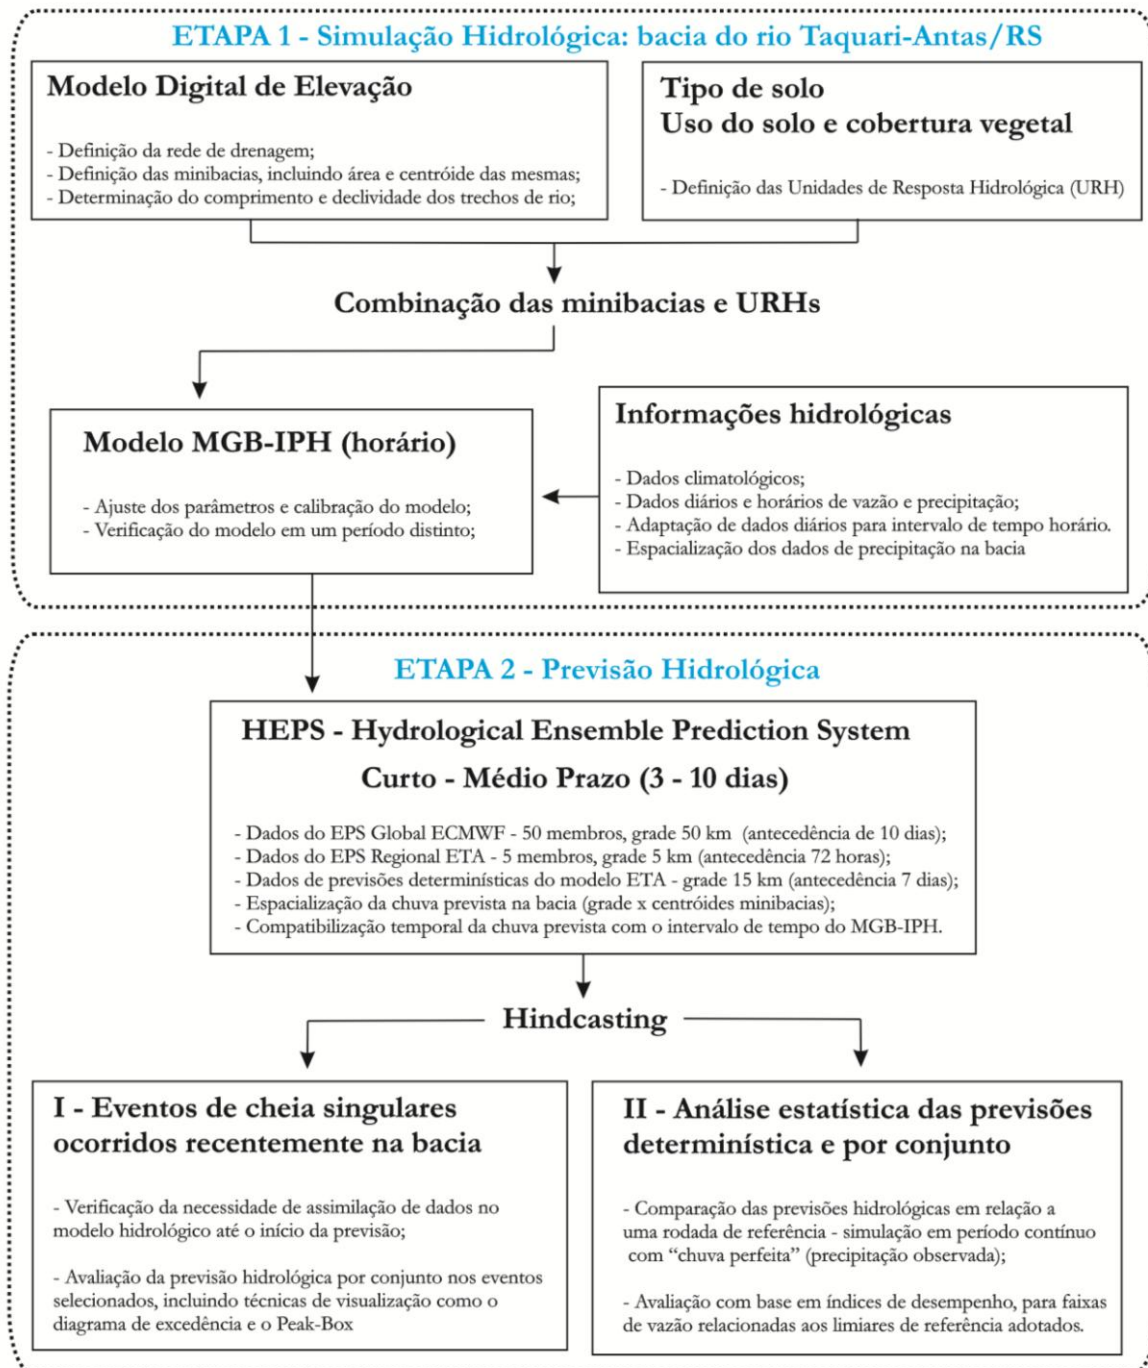 ETAPA 1 - Simulação Hidrológica: bacia do rio Taquari-Antas/RS
Modelo Digital de Elevação
- Definição da rede de drenagem;
- Definição das minibacias, incluindo área e centróide das mesmas;
- Determinação do comprimento e declividade dos trechos de rio;
Tipo de solo
Uso do solo e cobertura vegetal
- Definição das Unidades de Resposta Hidrológica (URH)
Combinação das minibacias e URHs
Modelo MGB-IPH (horário)
- Ajuste dos parâmetros e calibração do modelo;
- Verificação do modelo em um período distinto;
Informações hidrológicas
- Dados climatológicos;
- Dados diários e horários de vazão e precipitação;
- Adaptação de dados diários para intervalo de tempo horário.
- Espacialização dos dados de precipitação na bacia
ETAPA 2 - Previsão Hidrológica
HEPS - Hydrological Ensemble Prediction System
Curto - Médio Prazo (3 - 10 dias)
- Dados do EPS Global ECMWF - 50 membros, grade 50 km (antecedência de 10 dias);
- Dados do EPS Regional ETA - 5 membros, grade 5 km (antecedência 72 horas);
- Dados de previsões determinísticas do modelo ETA - grade 15 km (antecedência 7 dias);
- Espacialização da chuva prevista na bacia (grade x centróides minibacias);
- Compatibilização temporal da chuva prevista com o intervalo de tempo do MGB-IPH.
Hindcasting
I - Eventos de cheia singulares
ocorridos recentemente na bacia
- Verificação da necessidade de assimilação de dados no
modelo hidrológico até o início da previsão;
- Avaliação da previsão hidrológica por conjunto nos eventos
selecionados, incluindo técnicas de visualização como o
diagrama de excedência e o Peak-Box
II - Análise estatística das previsões
determinística e por conjunto
- Comparação das previsões hidrológicas em relação a
uma rodada de referência - simulação em período contínuo
com “chuva perfeita” (precipitação observada);
- Avaliação com base em índices de desempenho, para faixas
de vazão relacionadas aos limiares de referência adotados.